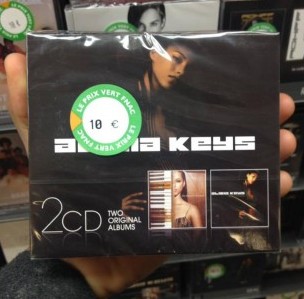 LE PRIX VERT FNAC
10 €
LE PRIX VERT FNAC
alicia keys
2CD
TWO
ORIGINAL
ALBUMS
alicia keys